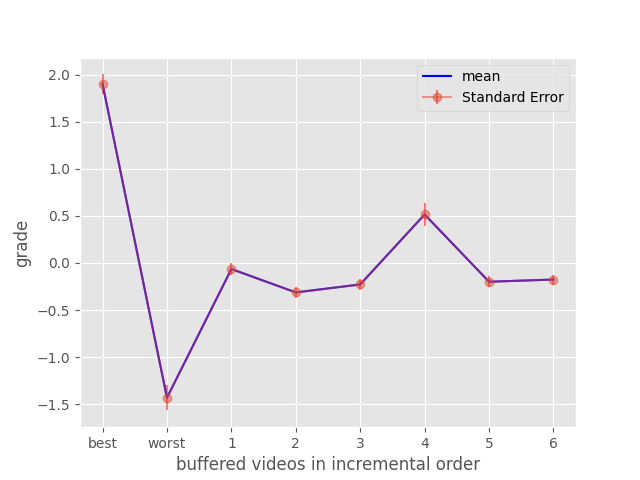 mean
Standard Error
2.0
1.5
1.0
0.5
0.0
−0.5
−1.0
−1.5
grade
best worst 1 2 3 4 5 6
buffered videos in incremental order